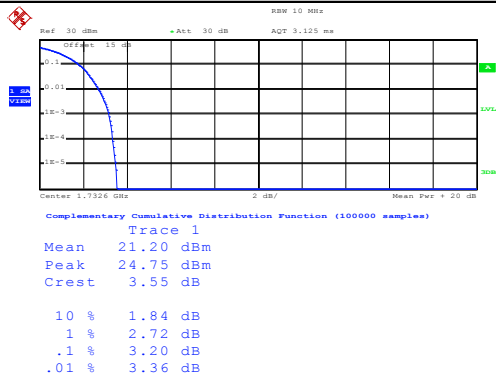 RBW 10 MHz
Ref 30 dBm * Att 30 dB AQT 3.125 ms
Offset 15 dB
0.1
A
0.01
1 SA
VIEW
1E-3
LVL
1E-4
1E-5
3DB
Center 1.7326 GHz 2 dB/ Mean Pwr + 20 dB
Complementary Cumulative Distribution Function (100000 samples)
Trace 1
Mean 21.20 dBm
Peak 24.75 dBm
Crest 3.55 dB
10 % 1.84 dB
1 % 2.72 dB
.1 % 3.20 dB
.01 % 3.36 dB